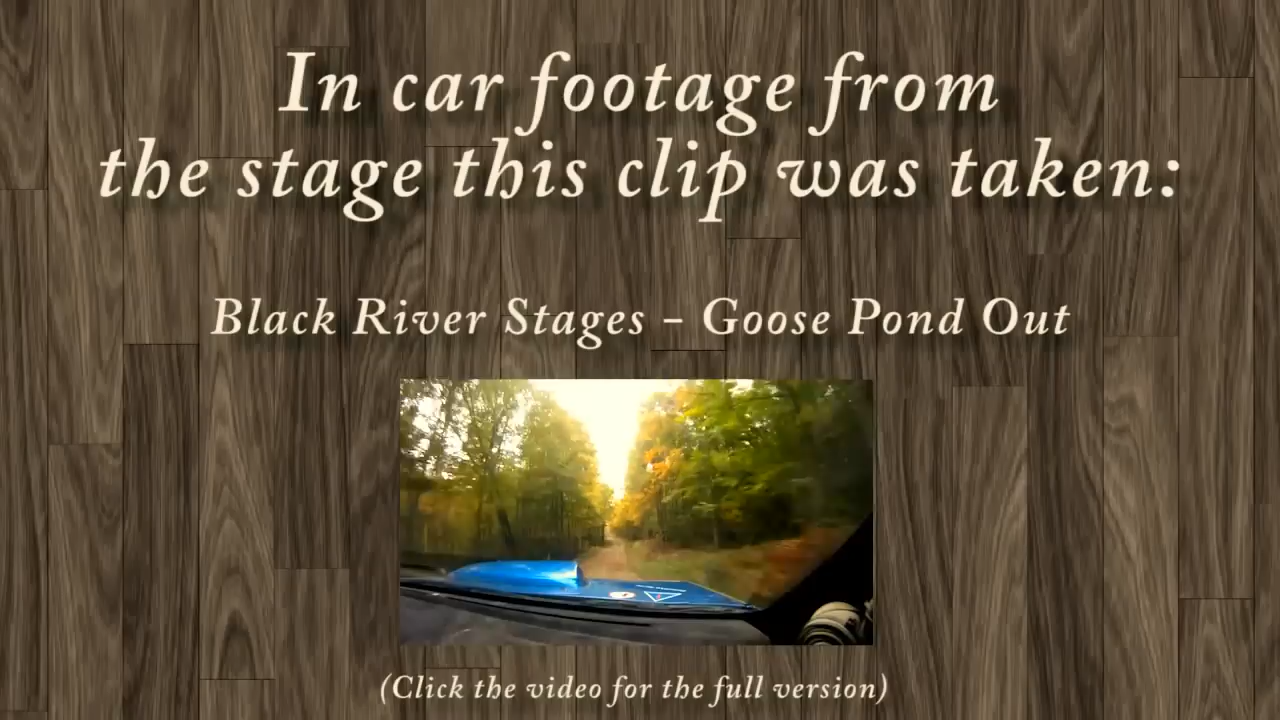 In car footage from
the stage this clip was taken:
Black River Stages - Goose Pond Out
(Click the video for the full version)